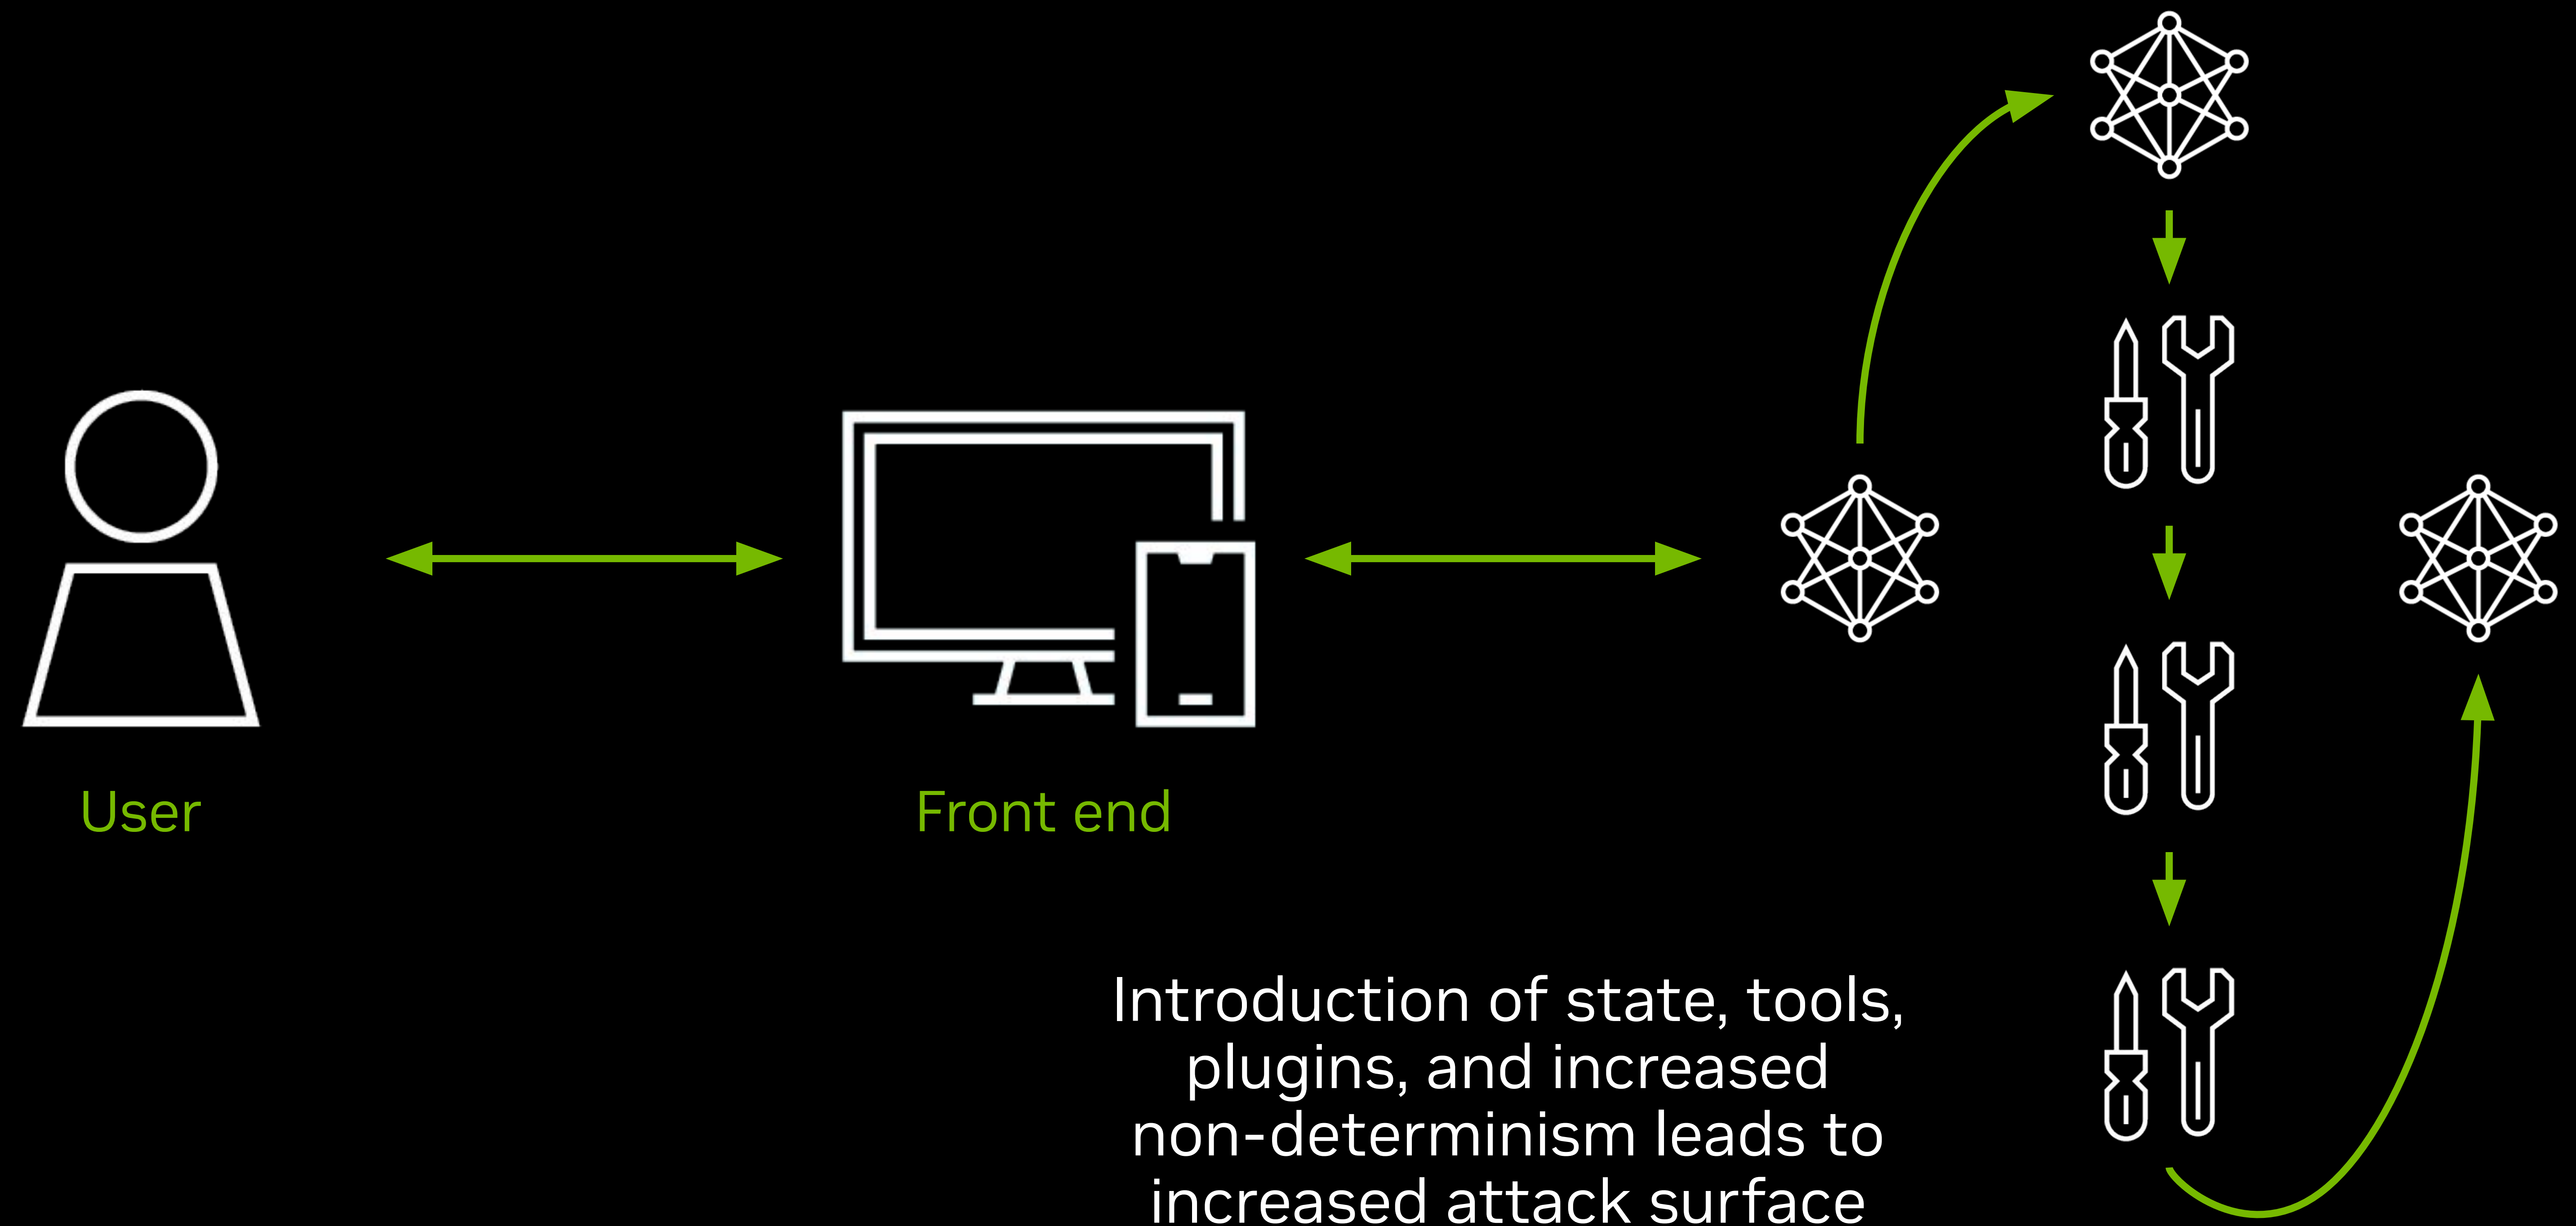 User
Front end
Introduction of state, tools,
plugins, and increased
non-determinism leads to
increased attack surface